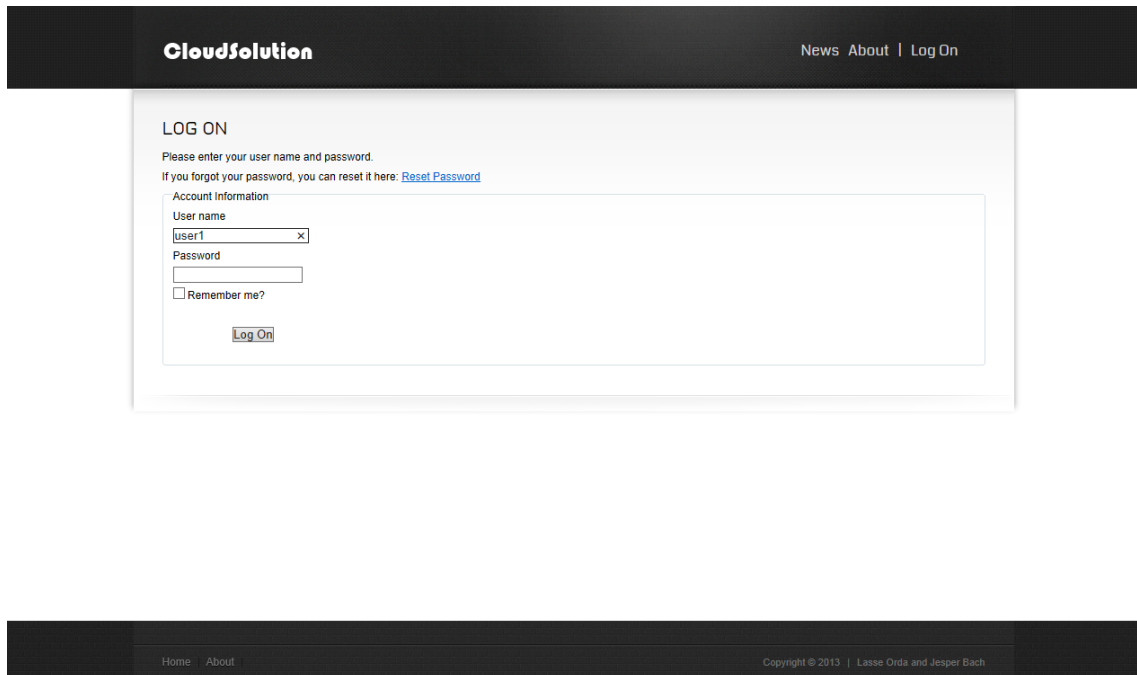 CloudSolution
News About | Log On
LOG ON
Please enter your user name and password.
If you forgot your password, you can reset it here: Reset Password
Account Information
User name
user1 ×
Password
Remember me?
Log On
Home | About |
Copyright © 2013 | Lasse Orda and Jesper Bach